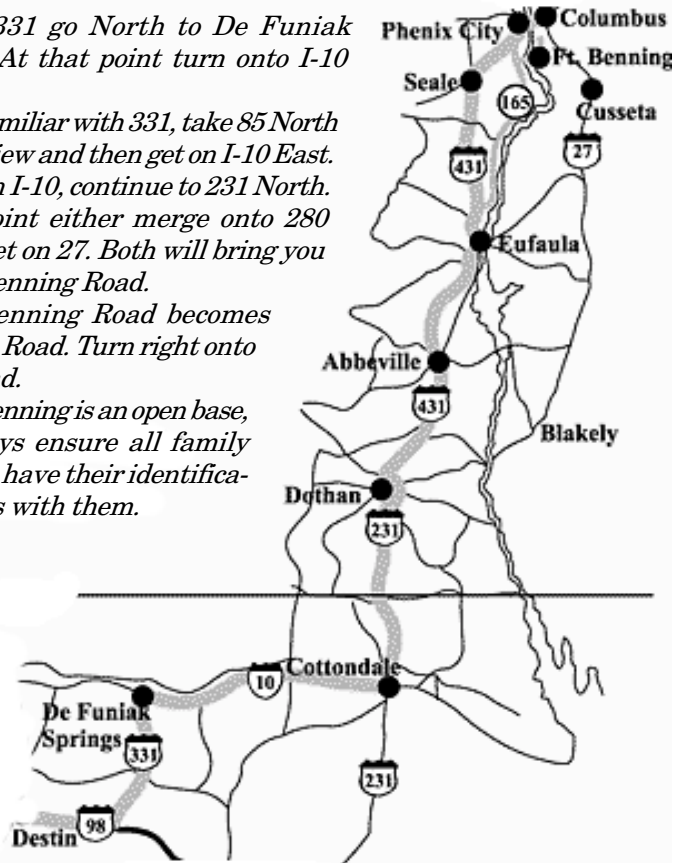 331 go North to De Funiak
At that point turn onto I-10
miliar with 331, take 85 North
iew and then get on I-10 East.
n I-10, continue to 231 North.
oint either merge onto 280
et on 27. Both will bring you
enning Road.
enning Road becomes
Road. Turn right onto
d.
enning is an open base,
ys ensure all family
have their identifica-
s with them.
Phenix City
Columbus
Ft. Benning
Seale
165
Cusseta
431
27
Eufaula
Abbeville
431
Blakely
Dothan
231
Cottondale
10
De Funiak
Springs
331
231
98
Destin